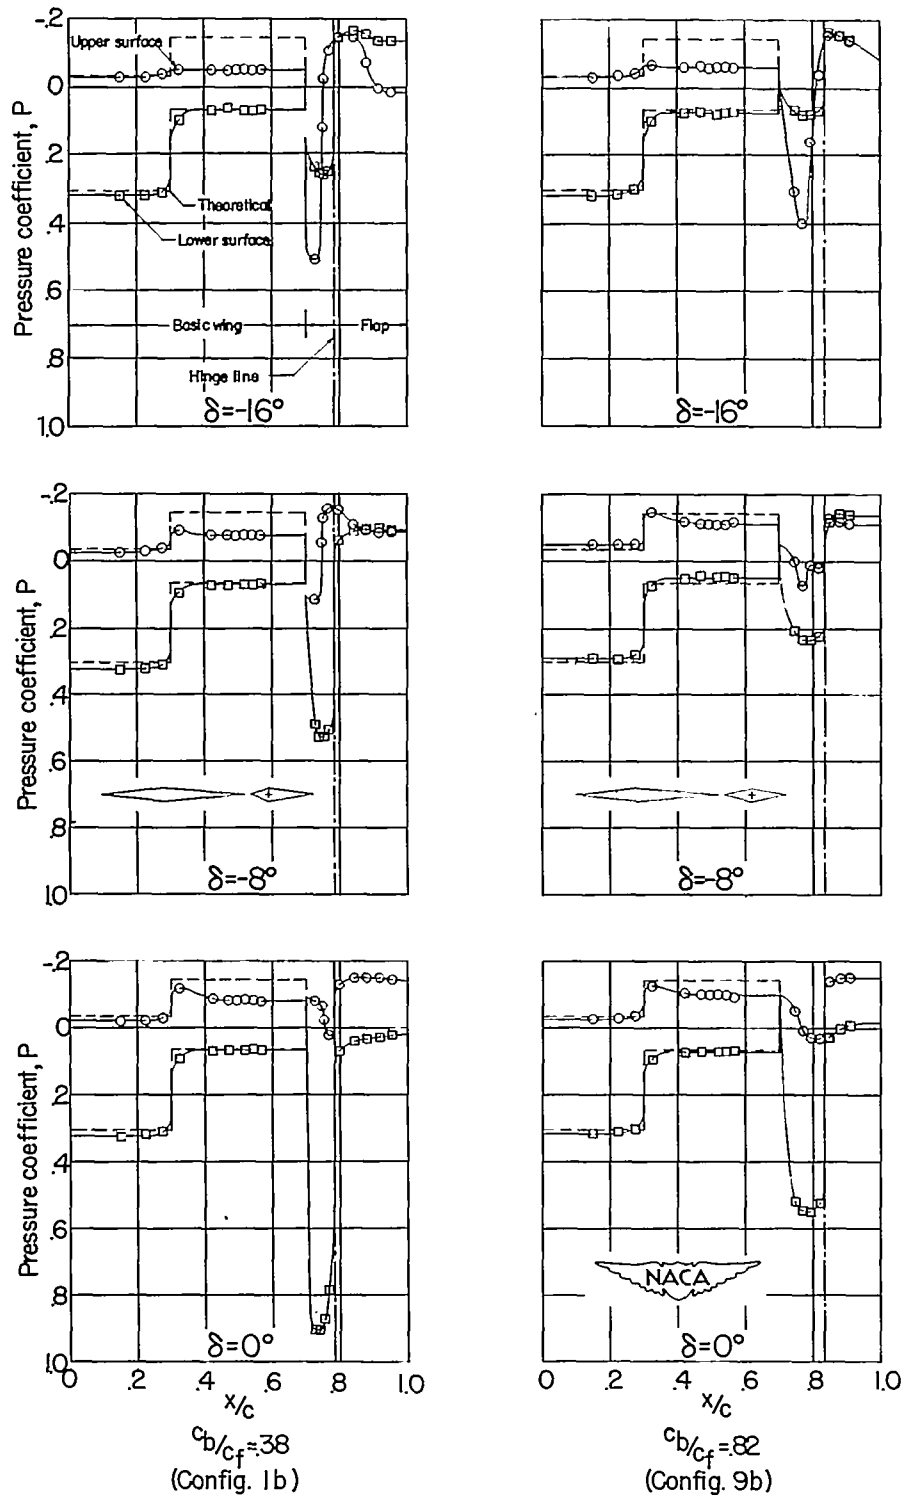 -.2
0
.2
.4
.6
.8
1.0
Pressure coefficient, P
Upper surface
Theoretical
Lower surface
Basic wing
Flap
Hinge line
δ=-16°
δ=-16°
-.2
0
.2
.4
.6
.8
1.0
Pressure coefficient, P
δ=-8°
δ=-8°
-.2
0
.2
.4
.6
.8
1.0
Pressure coefficient, P
δ=0°
NACA
δ=0°
0 .2 .4 .6 .8 1.0
x/c
0 .2 .4 .6 .8 1.0
x/c
cb/cf=.38
(Config. 1b)
cb/cf=.82
(Config. 9b)